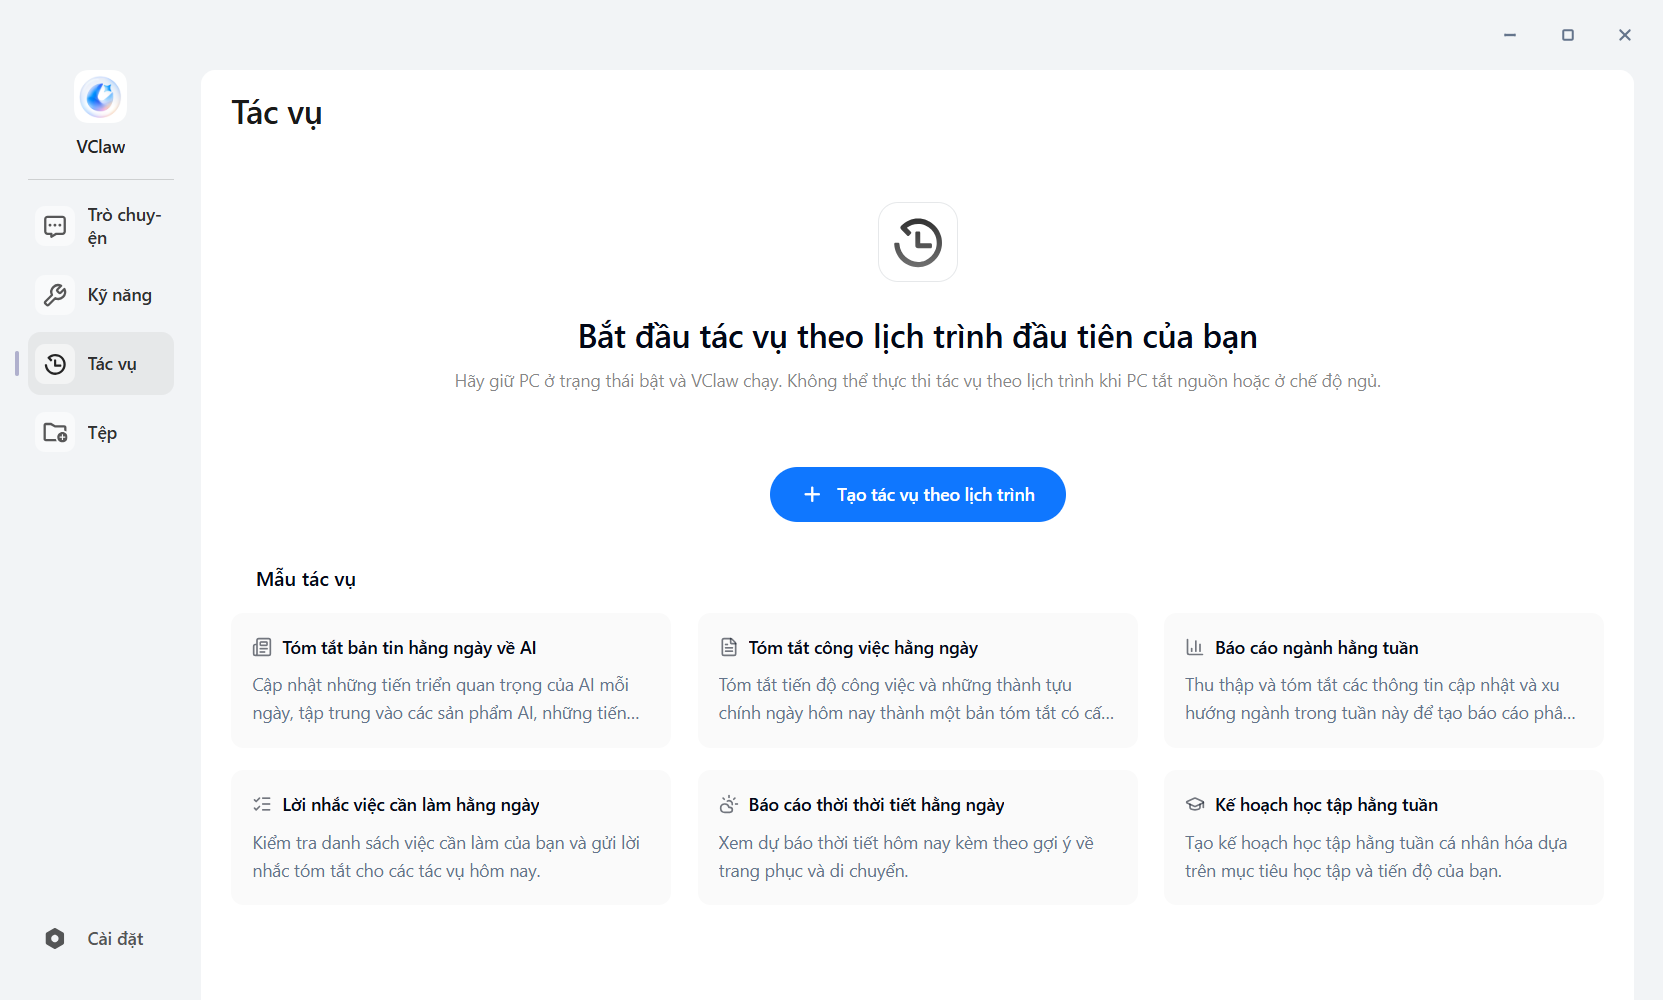 VClaw
Trò chuy-
ện
Kỹ năng
Tác vụ
Tệp
Cài đặt
Tác vụ
Bắt đầu tác vụ theo lịch trình đầu tiên của bạn
Hãy giữ PC ở trạng thái bật và VClaw chạy. Không thể thực thi tác vụ theo lịch trình khi PC tắt nguồn hoặc ở chế độ ngủ.
Tạo tác vụ theo lịch trình
Mẫu tác vụ
Tóm tắt bản tin hằng ngày về AI
Cập nhật những tiến triển quan trọng của AI mỗi
ngày, tập trung vào các sản phẩm AI, những tiến...
Tóm tắt công việc hằng ngày
Tóm tắt tiến độ công việc và những thành tựu
chính ngày hôm nay thành một bản tóm tắt có cấ...
Báo cáo ngành hằng tuần
Thu thập và tóm tắt các thông tin cập nhật và xu
hướng ngành trong tuần này để tạo báo cáo phâ...
Lời nhắc việc cần làm hằng ngày
Kiểm tra danh sách việc cần làm của bạn và gửi lời
nhắc tóm tắt cho các tác vụ hôm nay.
Báo cáo thời thời tiết hằng ngày
Xem dự báo thời tiết hôm nay kèm theo gợi ý về
trang phục và di chuyển.
Kế hoạch học tập hằng tuần
Tạo kế hoạch học tập hằng tuần cá nhân hóa dựa
trên mục tiêu học tập và tiến độ của bạn.